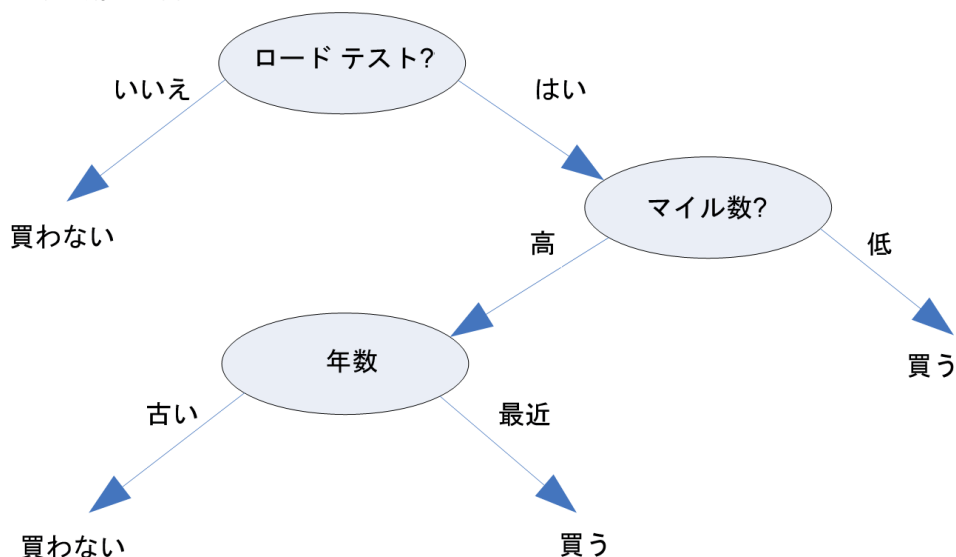 ロード テスト?
いいえ
はい
買わない
マイル数?
高
低
年数
買う
古い
最近
買わない
買う